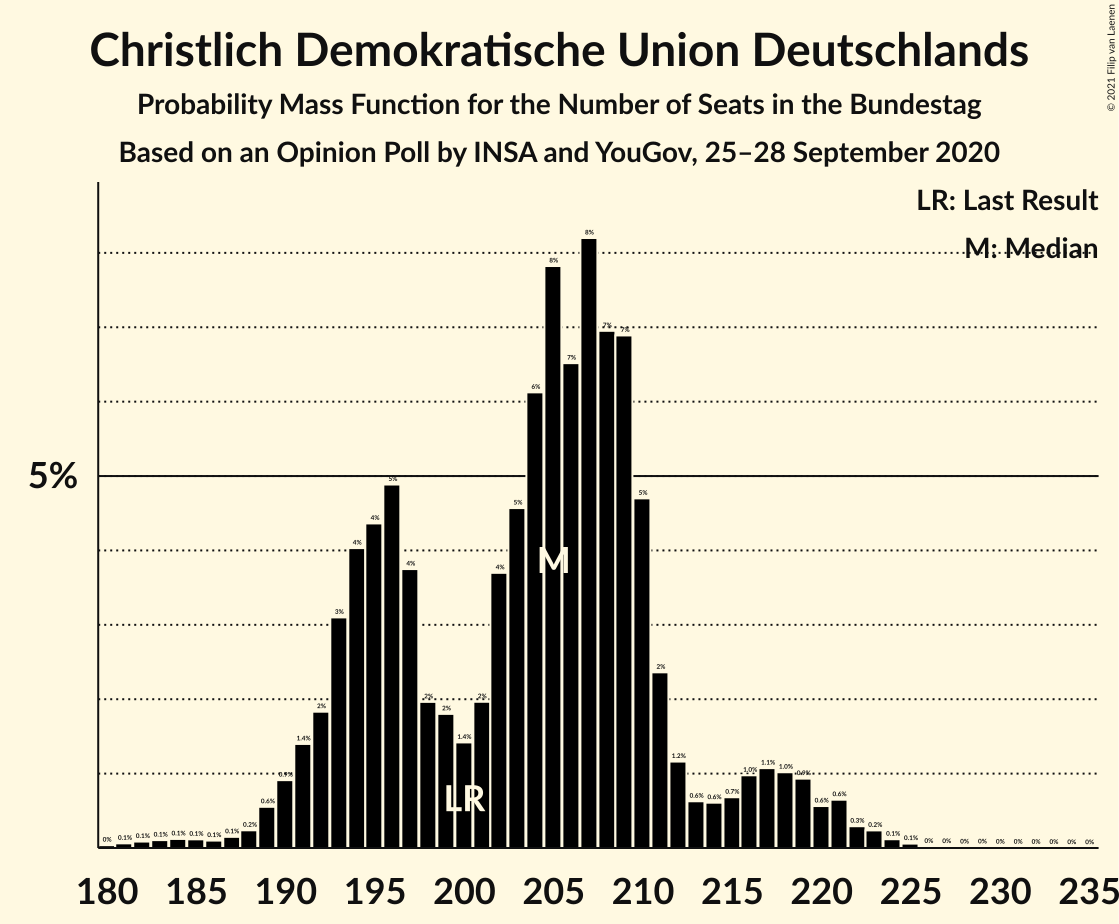 © 2021 Filip van Laenen
Christlich Demokratische Union Deutschlands
Probability Mass Function for the Number of Seats in the Bundestag
Based on an Opinion Poll by INSA and YouGov, 25–28 September 2020
LR: Last Result
M: Median
5%
0% 0.1% 0.1% 0.1% 0.1% 0.1% 0.1% 0.1% 0.2% 0.6% 0.9% 1.4% 2% 3% 4% 4% 5% 4% 2% 2% 1.4% 2% 4% 5% 6% 8% 7% 8% 7% 7% 5% 2% 1.2% 0.6% 0.6% 0.7% 1.0% 1.1% 1.0% 0.9% 0.6% 0.6% 0.3% 0.2% 0.1% 0.1% 0% 0% 0% 0% 0% 0% 0% 0% 0% 0%
M
LR
180 185 190 195 200 205 210 215 220 225 230 235